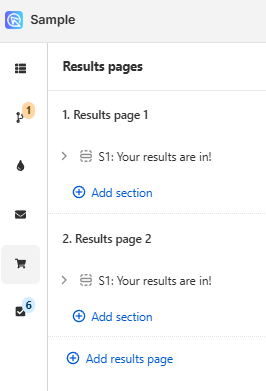 Sample
Results pages
1
1. Results page 1
S1: Your results are in!
Add section
2. Results page 2
S1: Your results are in!
Add section
6
Add results page